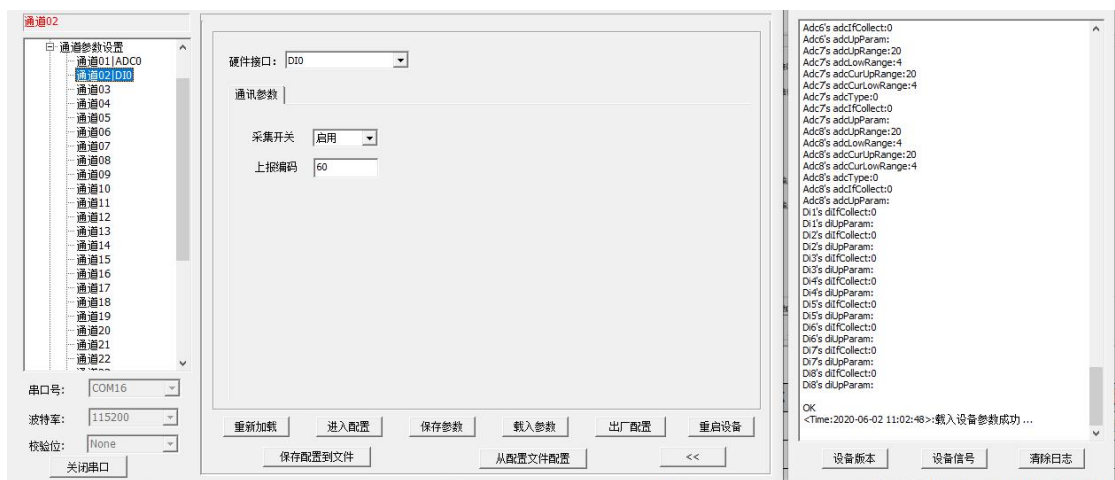 通道02
通道参数设置
通道01|ADC0
通道02|DI0
通道03
通道04
通道05
通道06
通道07
通道08
通道09
通道10
通道11
通道12
通道13
通道14
通道15
通道16
通道17
通道18
通道19
通道20
通道21
通道22
串口号: COM16
波特率: 115200
校验位: None
关闭串口
硬件接口: DI0
通讯参数
采集开关 启用
上报编码 60
重新加载 进入配置 保存参数 载入参数 出厂配置 重启设备
保存配置到文件 从配置文件配置 <<
Adc6's adcIfCollect:0
Adc6's adcUpParam:
Adc7's adcUpRange:20
Adc7's adcLowRange:4
Adc7's adcCurUpRange:20
Adc7's adcCurLowRange:4
Adc7's adcType:0
Adc7's adcIfCollect:0
Adc7's adcUpParam:
Adc8's adcUpRange:20
Adc8's adcLowRange:4
Adc8's adcCurUpRange:20
Adc8's adcCurLowRange:4
Adc8's adcType:0
Adc8's adcIfCollect:0
Adc8's adcUpParam:
Di1's diIfCollect:0
Di1's diUpParam:
Di2's diIfCollect:0
Di2's diUpParam:
Di3's diIfCollect:0
Di3's diUpParam:
Di4's diIfCollect:0
Di4's diUpParam:
Di5's diIfCollect:0
Di5's diUpParam:
Di6's diIfCollect:0
Di6's diUpParam:
Di7's diIfCollect:0
Di7's diUpParam:
Di8's diIfCollect:0
Di8's diUpParam:
OK
<Time:2020-06-02 11:02:48>:载入设备参数成功 ...
设备版本 设备信号 清除日志